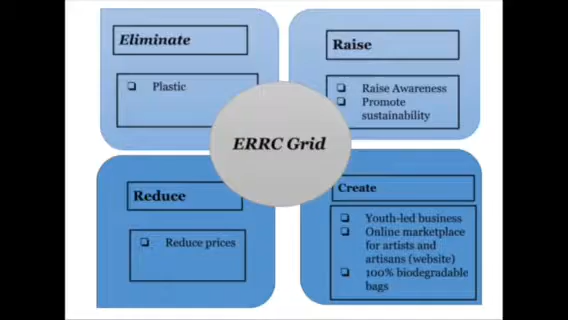 Eliminate
❑ Plastic
Raise
❑ Raise Awareness
❑ Promote
sustainability
ERRC Grid
Reduce
❑ Reduce prices
Create
❑ Youth-led business
❑ Online marketplace
for artists and
artisans (website)
❑ 100% biodegradable
bags